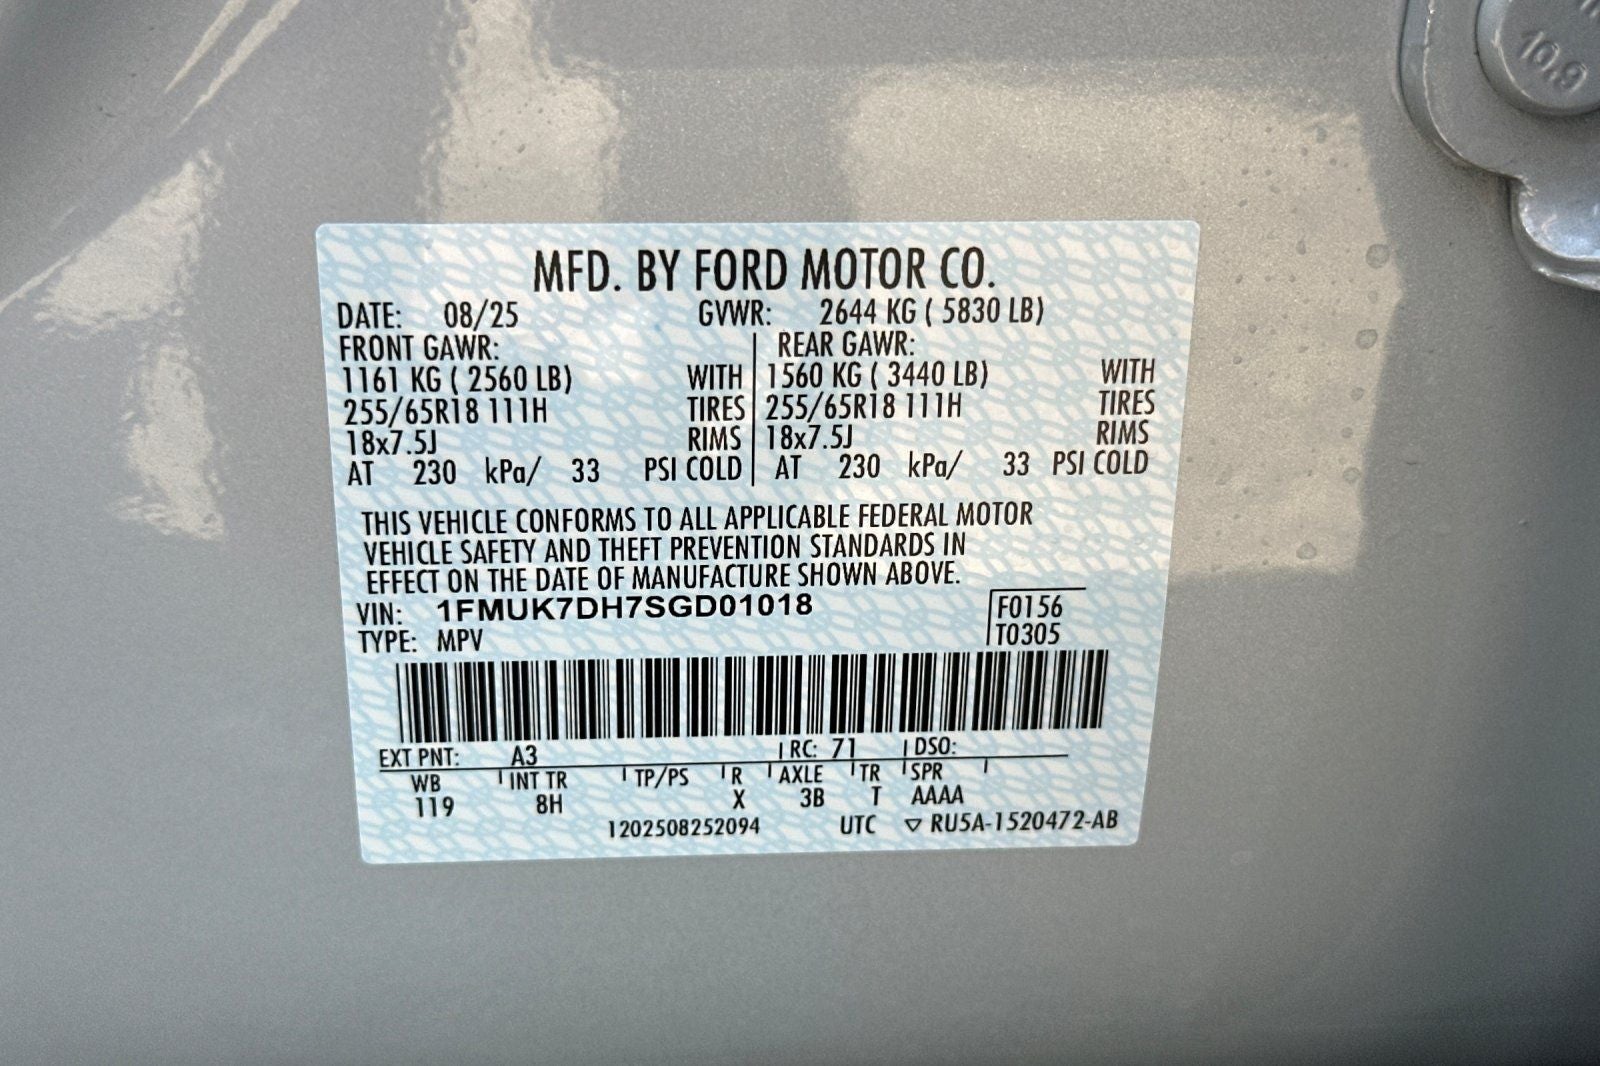 10.9
MFD. BY FORD MOTOR CO.
DATE: 08/25 GVWR: 2644 KG ( 5830 LB)
FRONT GAWR: REAR GAWR:
1161 KG ( 2560 LB) WITH 1560 KG ( 3440 LB) WITH
255/65R18 111H TIRES 255/65R18 111H TIRES
18x7.5J RIMS 18x7.5J RIMS
AT 230 kPa/ 33 PSI COLD AT 230 kPa/ 33 PSI COLD
THIS VEHICLE CONFORMS TO ALL APPLICABLE FEDERAL MOTOR
VEHICLE SAFETY AND THEFT PREVENTION STANDARDS IN
EFFECT ON THE DATE OF MANUFACTURE SHOWN ABOVE.
VIN: 1FMUK7DH7SGD01018 F0156
TYPE: MPV T0305
EXT PNT: A3 RC: 71 DSO:
WB INT TR TP/PS R AXLE TR SPR
119 8H X 3B T AAAA
1202508252094 UTC ▽ RU5A-1520472-AB